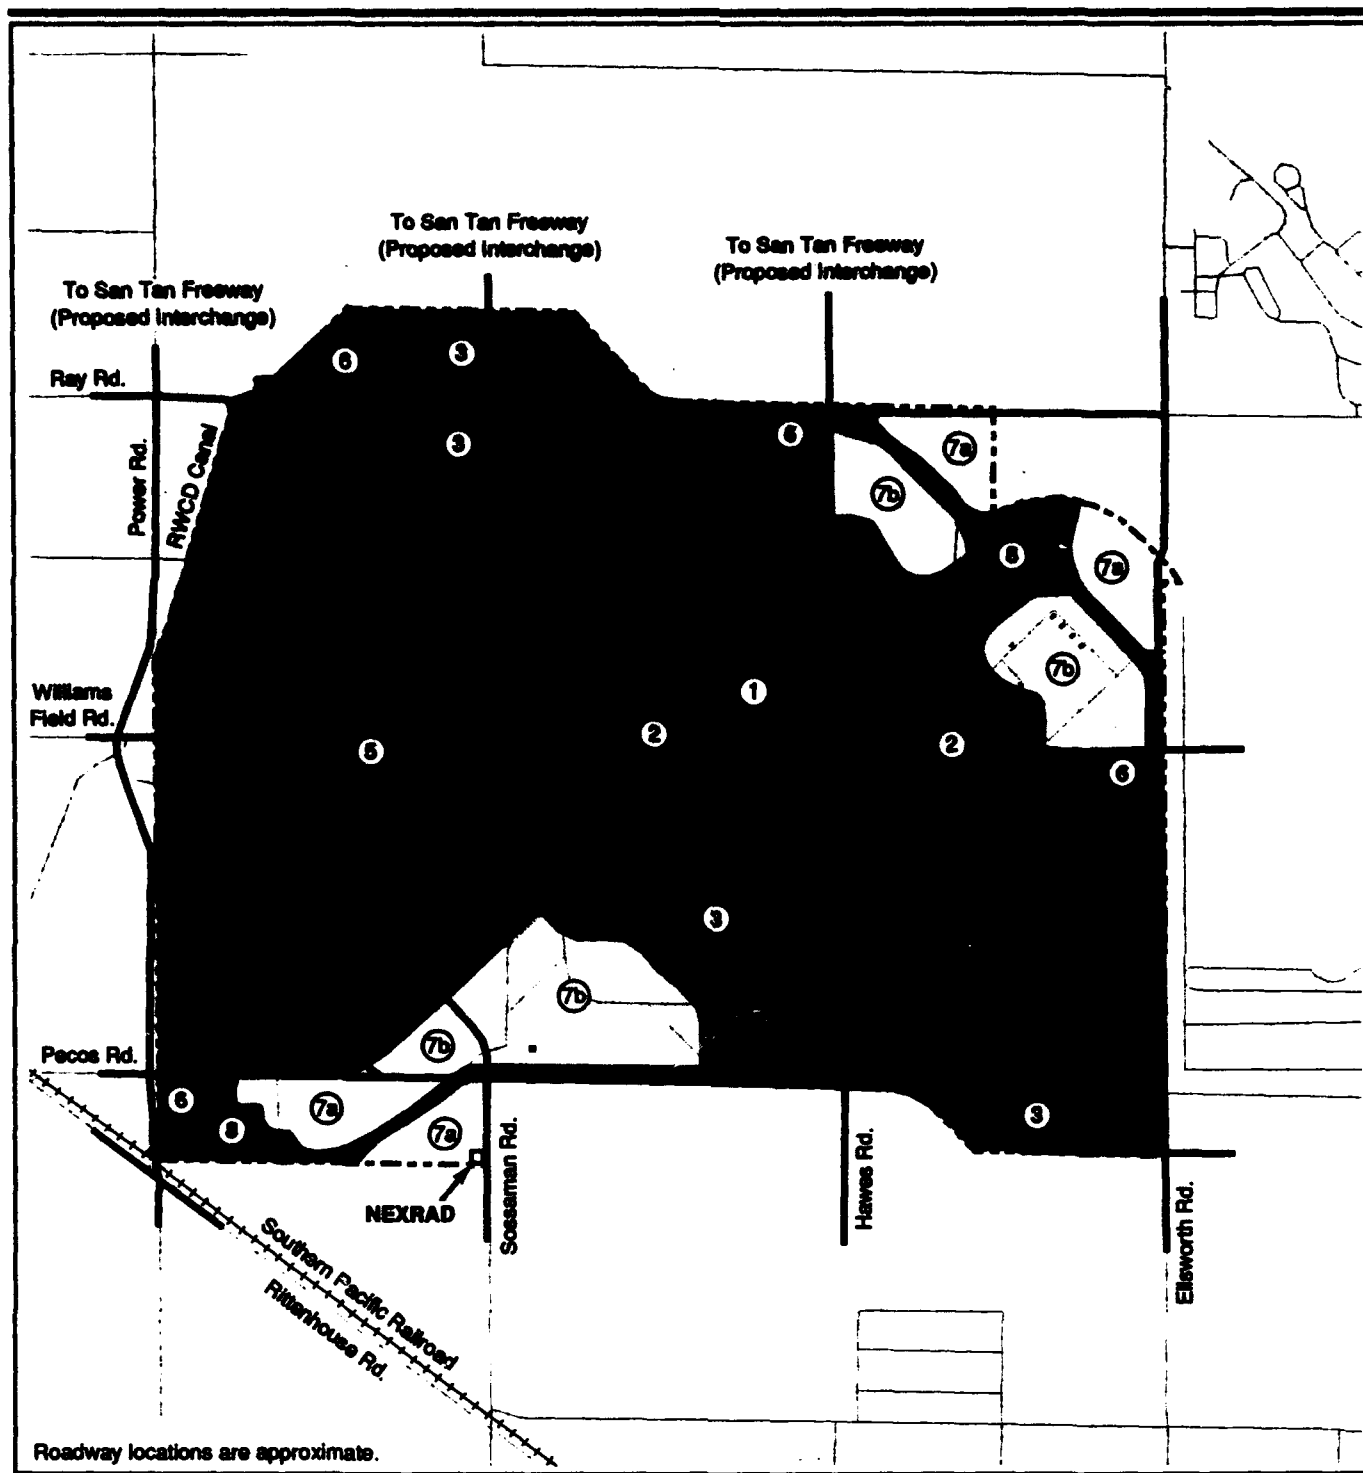 To San Tan Freeway
(Proposed Interchange)
To San Tan Freeway
(Proposed Interchange)
To San Tan Freeway
(Proposed Interchange)
6
3
Ray Rd.
3
6
7a
7b
Power Rd.
RWCD Canal
7a
7b
Williams
Field Rd.
1
2
2
5
6
3
7b
7b
Pecos Rd.
6
7a
8
7a
3
NEXRAD
Sossaman Rd.
Hawes Rd.
Ellsworth Rd.
Southern Pacific Railroad
Rittenhouse Rd.
Roadway locations are approximate.